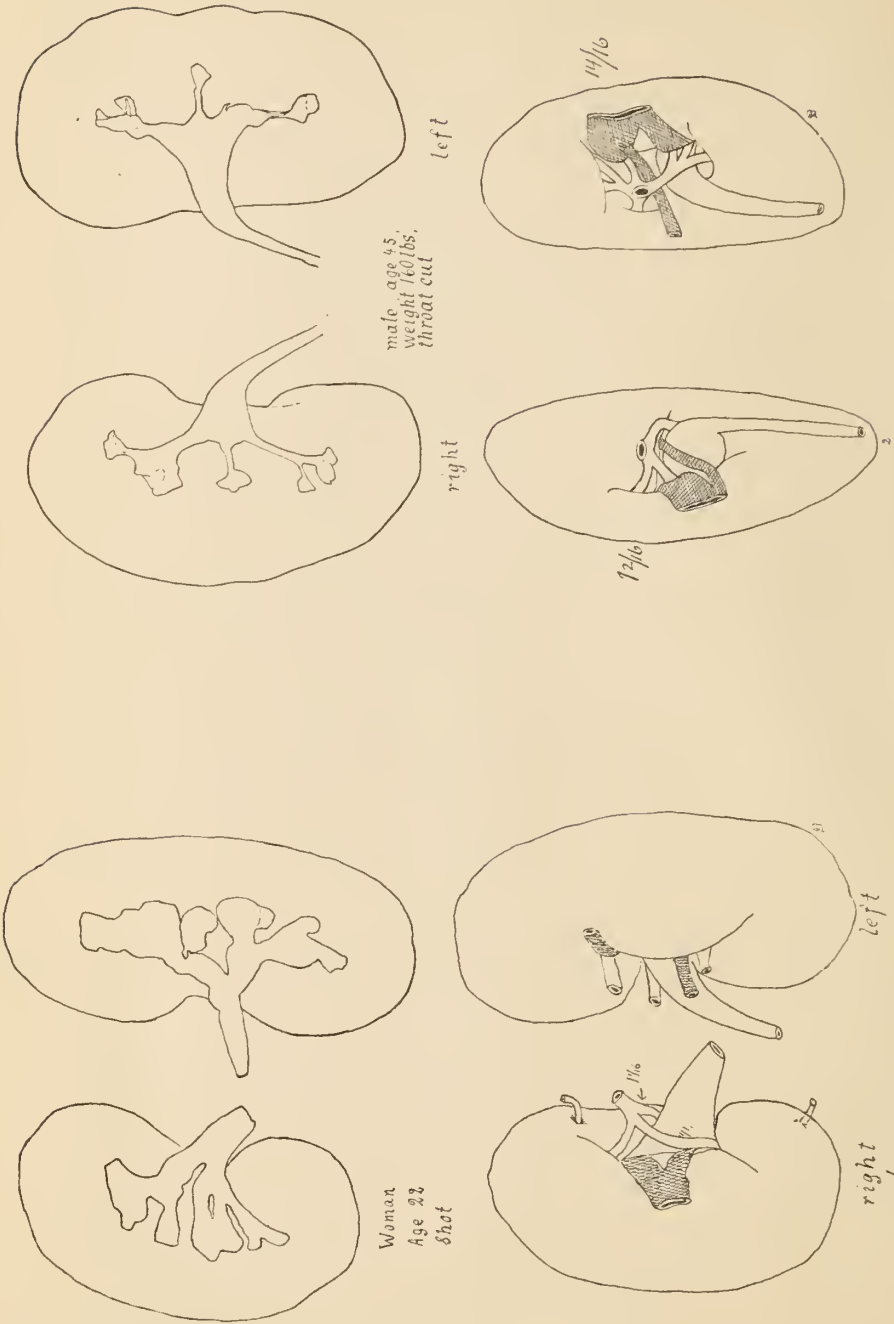 left
14/16
male age 45,
weight 160 lbs,
throat cut
right
12/16
2
left
Woman
Age 22
Shot
right